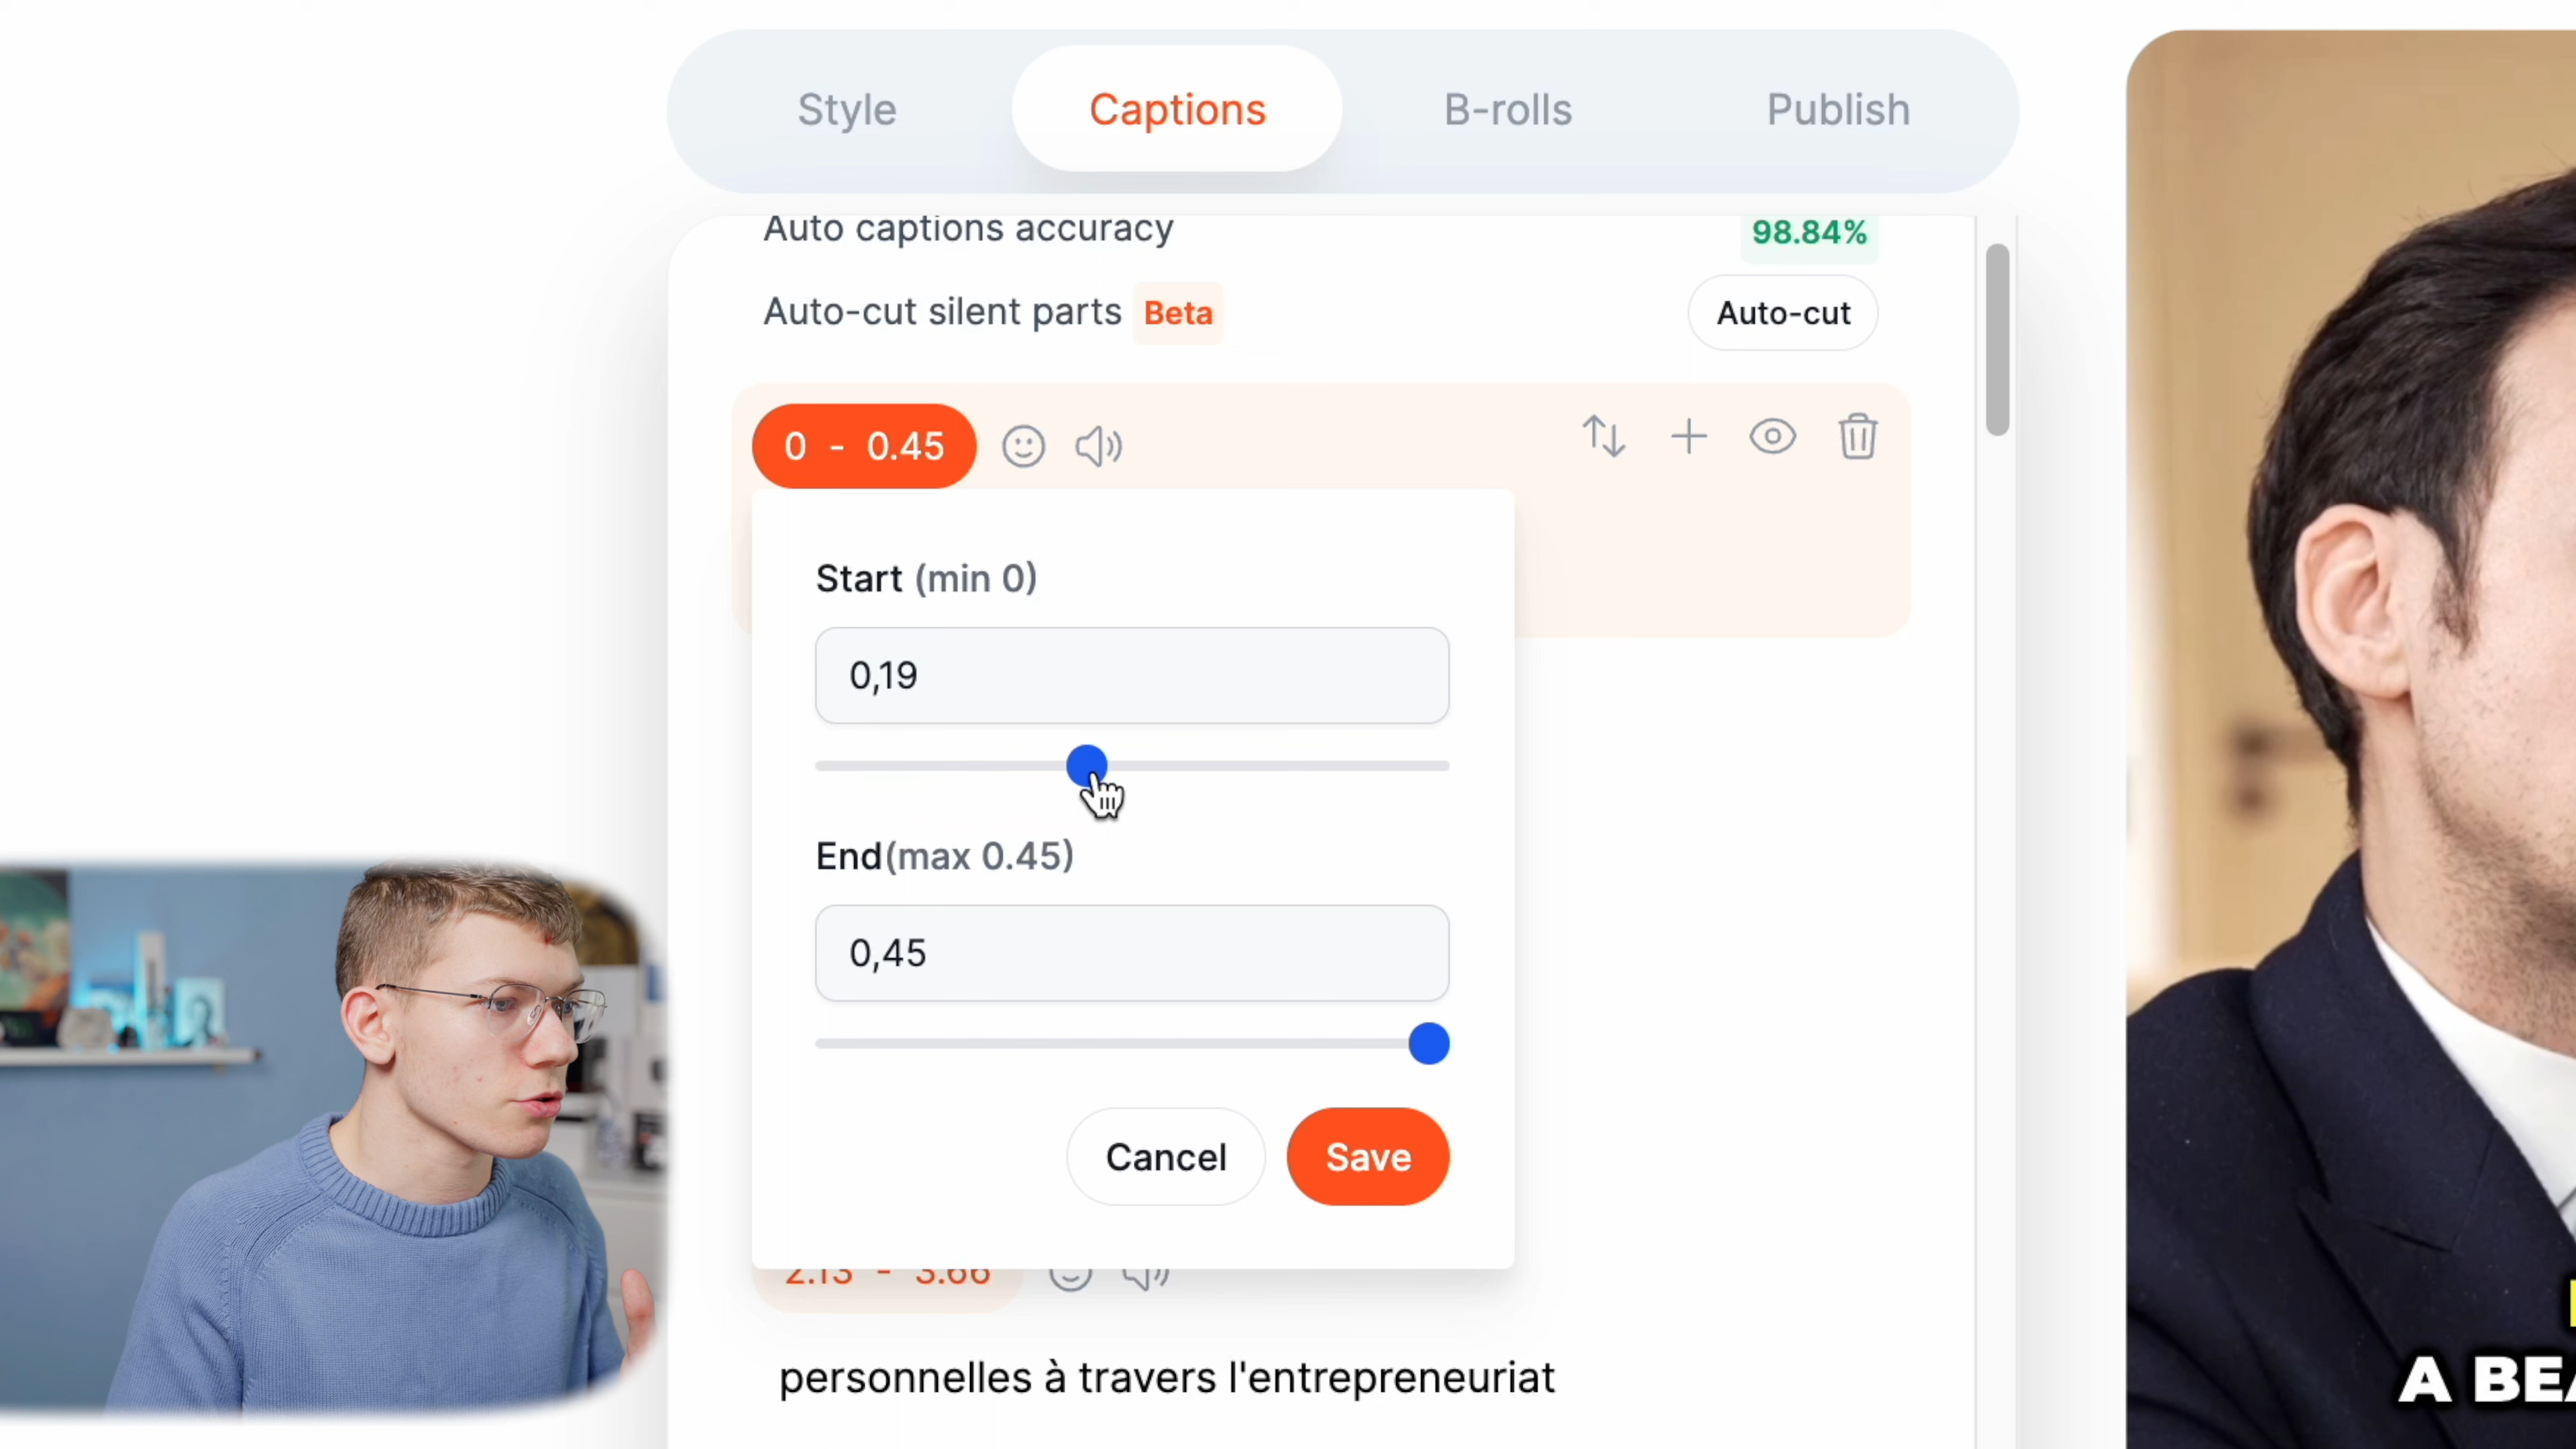 Style Captions B-rolls Publish
Auto captions accuracy 98.84%
Auto-cut silent parts Beta Auto-cut
0 - 0.45
Start (min 0)
0,19
End(max 0.45)
0,45
Cancel Save
2.13 - 3.66
personnelles à travers l'entrepreneuriat
A BEA